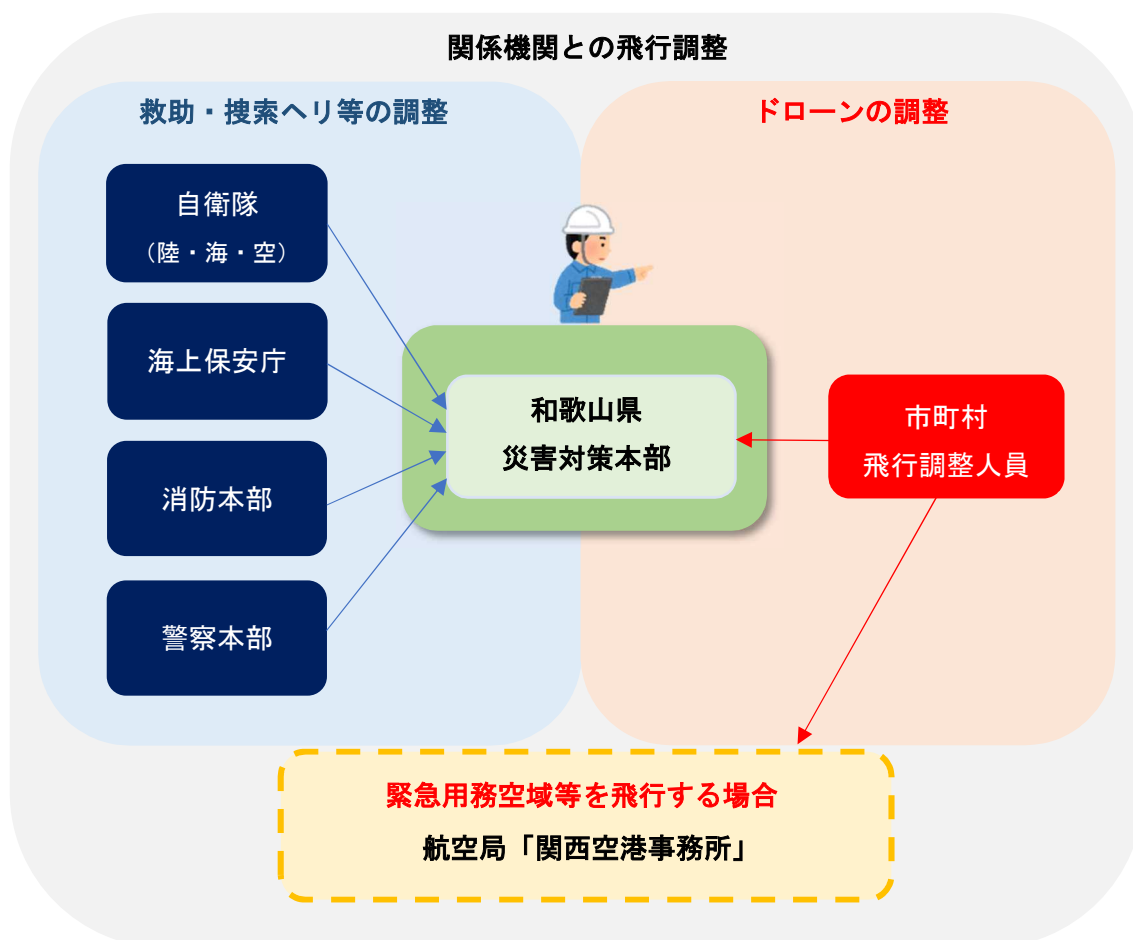 関係機関との飛行調整
救助・捜索ヘリ等の調整
ドローンの調整
自衛隊
（陸・海・空）
海上保安庁
消防本部
警察本部
和歌山県
災害対策本部
市町村
飛行調整人員
緊急用務空域等を飛行する場合
航空局「関西空港事務所」